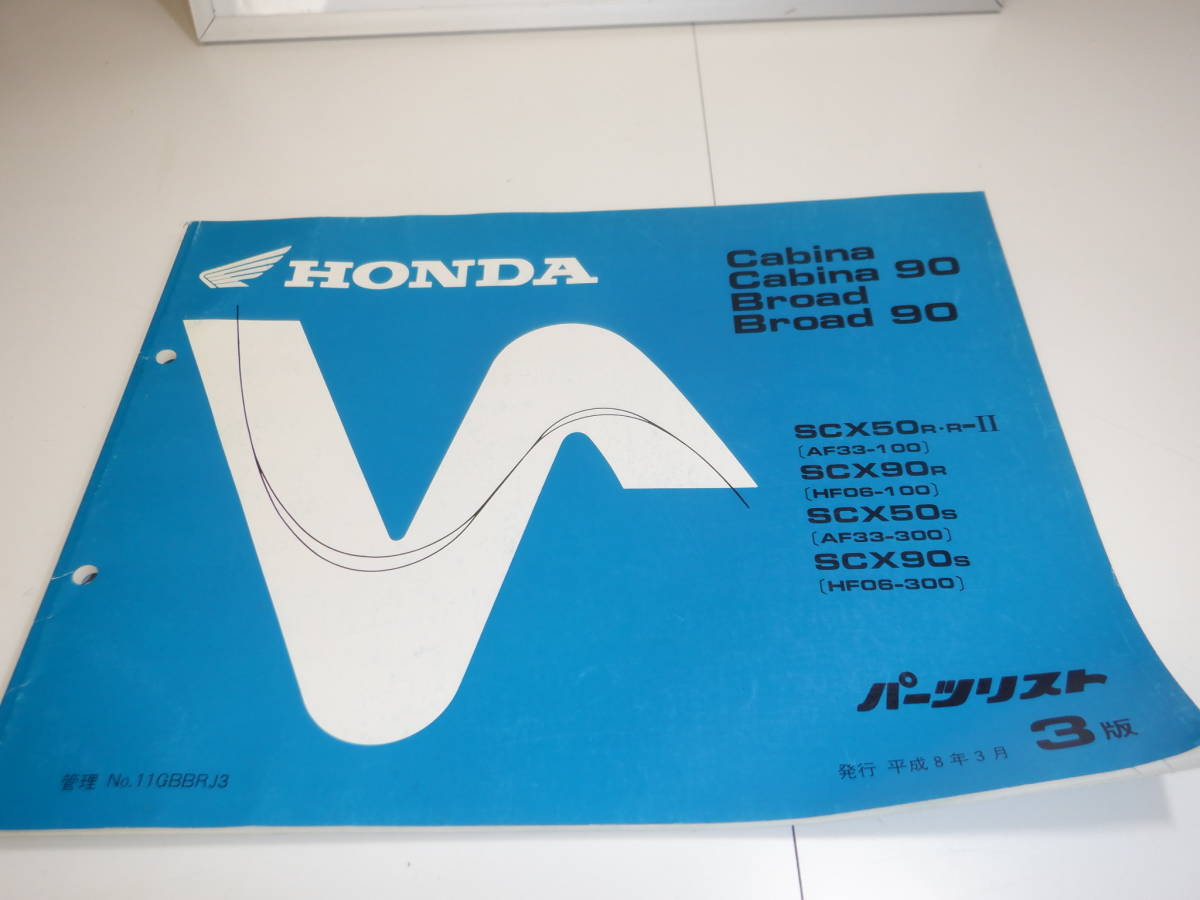 HONDA
Cabina
Cabina 90
Broad
Broad 90
SCX50R·R-II
〔AF33-100〕
SCX90R
〔HF06-100〕
SCX50S
〔AF33-300〕
SCX90S
〔HF06-300〕
パーツリスト
3版
発行 平成8年3月
管理 No.11GBBRJ3